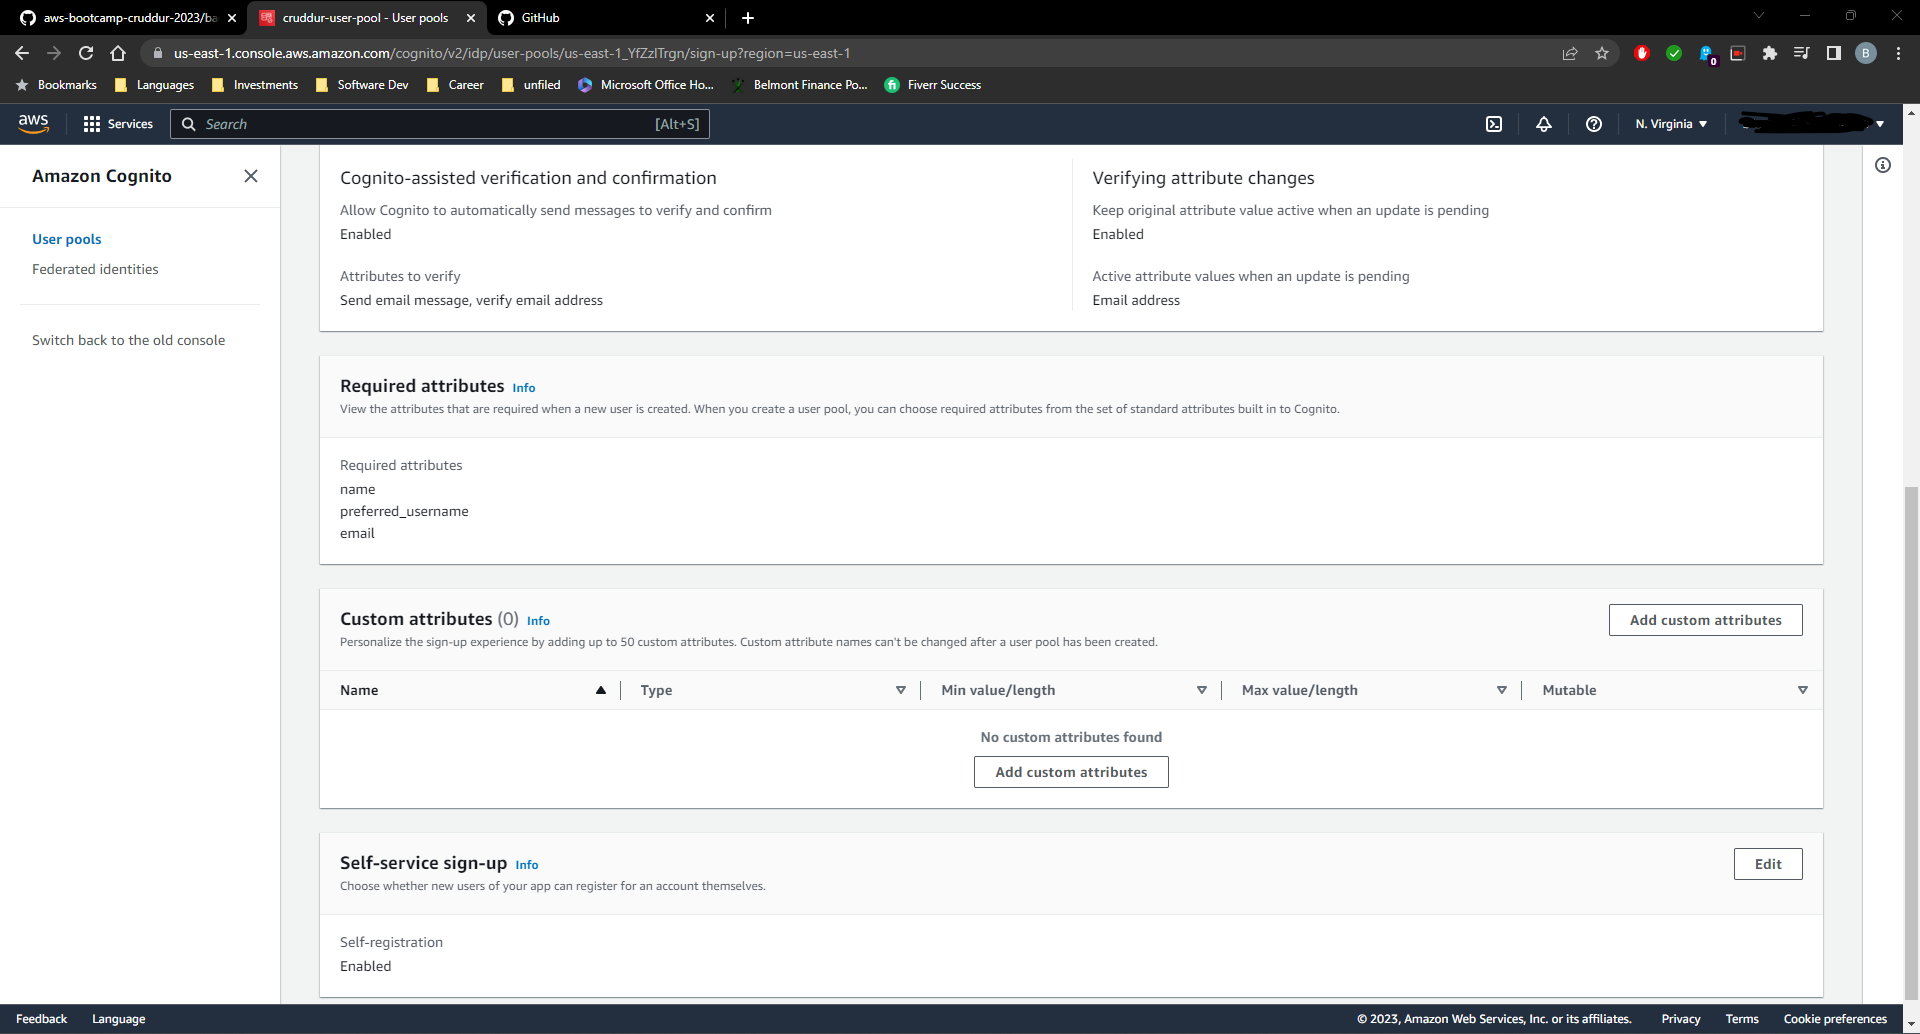 aws-bootcamp-cruddur-2023/ba
cruddur-user-pool - User pools
GitHub
us-east-1.console.aws.amazon.com/cognito/v2/idp/user-pools/us-east-1_YfZzlTrgn/sign-up?region=us-east-1
0
B
Bookmarks
Languages
Investments
Software Dev
Career
unfiled
Microsoft Office Ho...
Belmont Finance Po...
Fiverr Success
aws
Services
Search
[Alt+S]
N. Virginia
Amazon Cognito
User pools
Federated identities
Switch back to the old console
Cognito-assisted verification and confirmation
Allow Cognito to automatically send messages to verify and confirm
Enabled
Attributes to verify
Send email message, verify email address
Verifying attribute changes
Keep original attribute value active when an update is pending
Enabled
Active attribute values when an update is pending
Email address
Required attributes Info
View the attributes that are required when a new user is created. When you create a user pool, you can choose required attributes from the set of standard attributes built in to Cognito.
Required attributes
name
preferred_username
email
Custom attributes (0) Info
Personalize the sign-up experience by adding up to 50 custom attributes. Custom attribute names can't be changed after a user pool has been created.
Add custom attributes
Name
Type
Min value/length
Max value/length
Mutable
No custom attributes found
Add custom attributes
Self-service sign-up Info
Choose whether new users of your app can register for an account themselves.
Edit
Self-registration
Enabled
Feedback
Language
© 2023, Amazon Web Services, Inc. or its affiliates.
Privacy
Terms
Cookie preferences